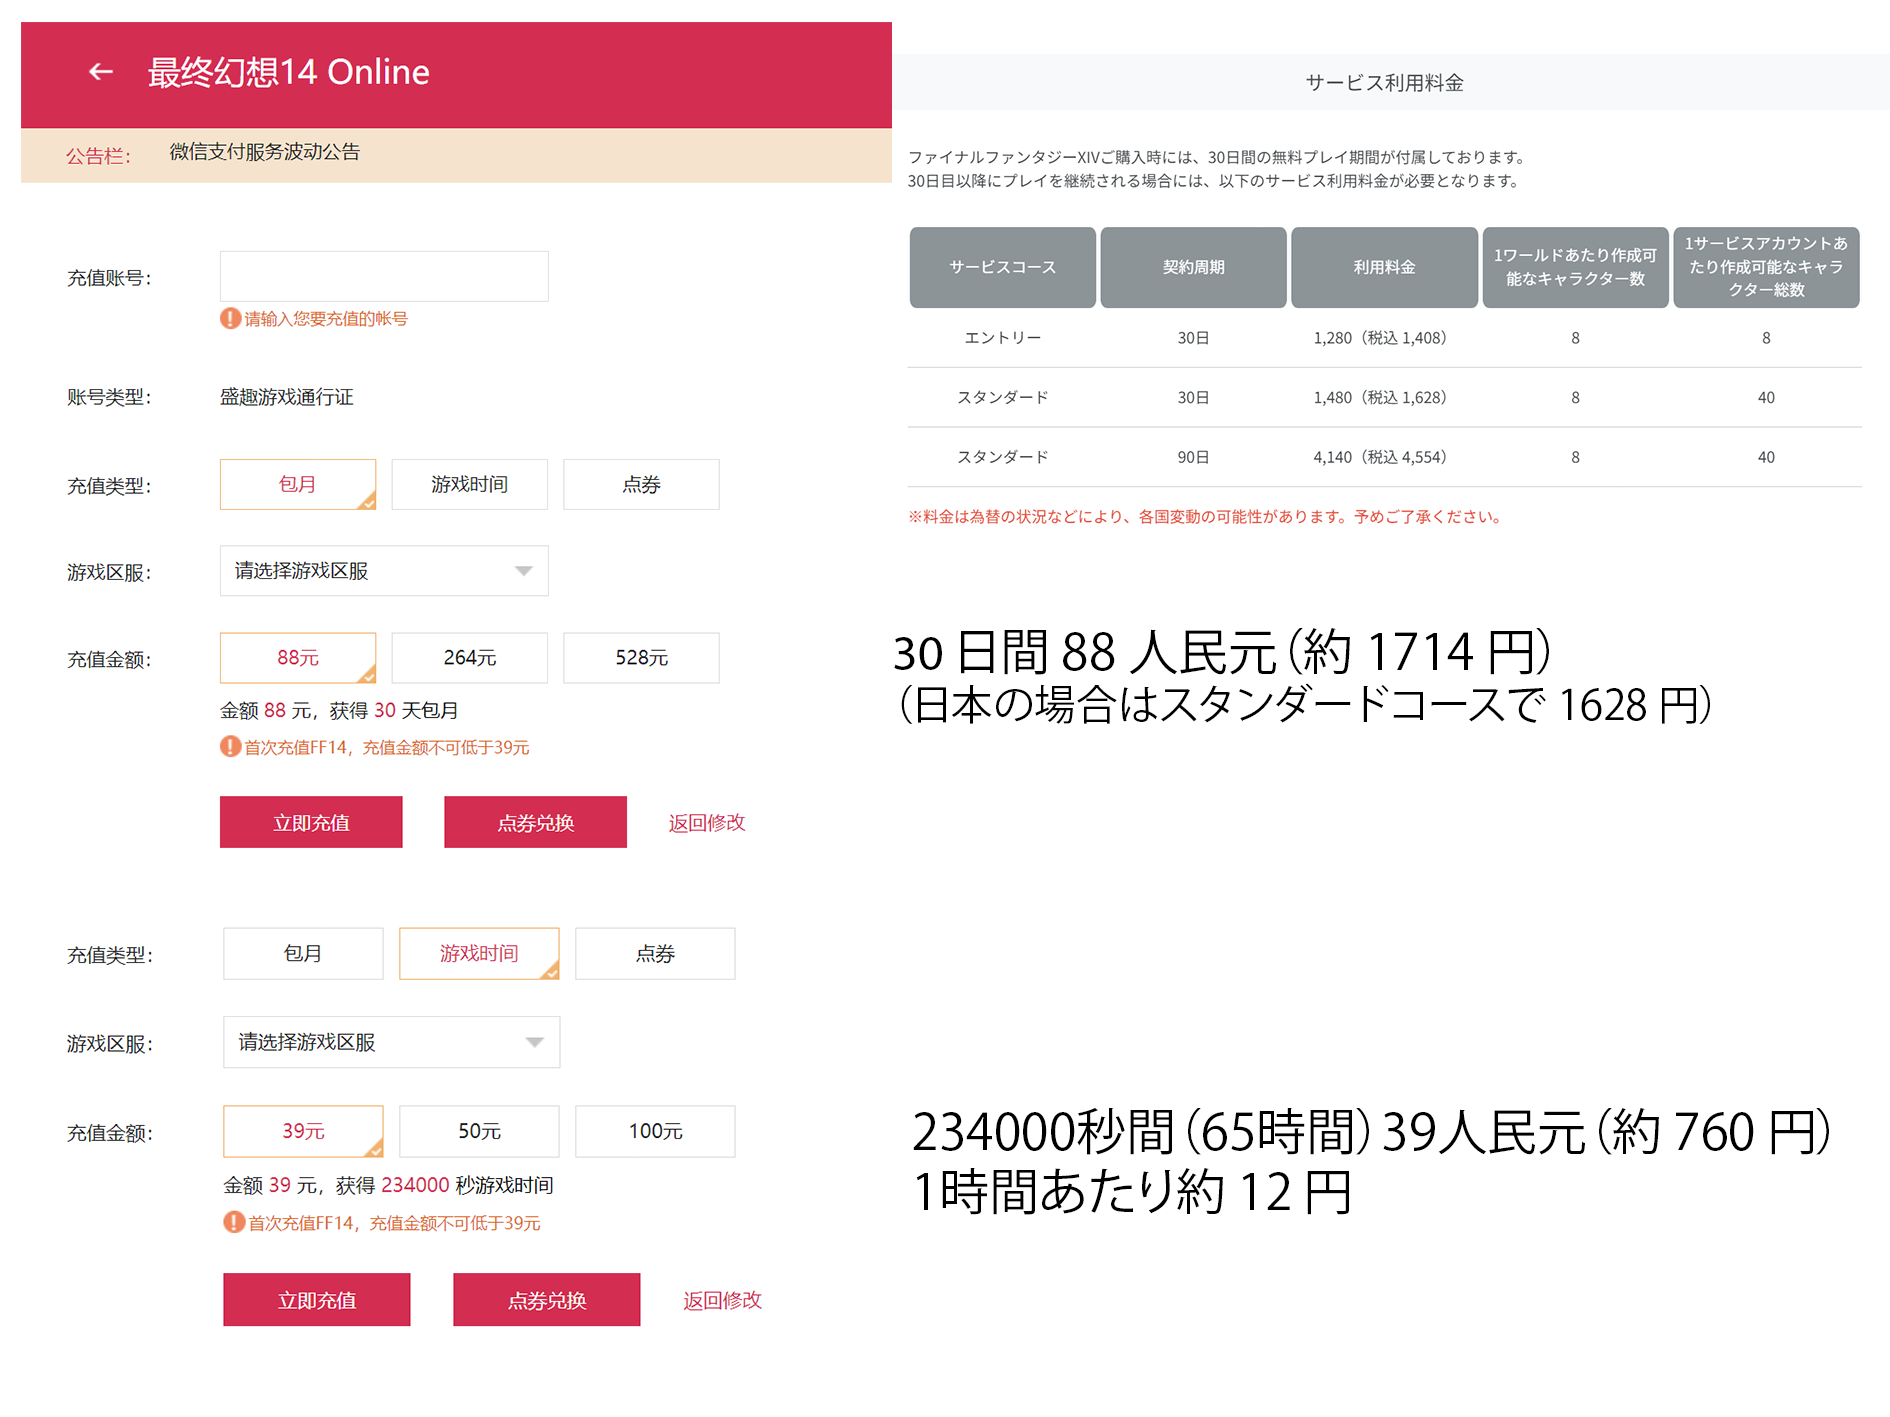 最终幻想14 Online
公告栏：
微信支付服务波动公告
充值账号：
请输入您要充值的帐号
账号类型：
盛趣游戏通行证
充值类型：
包月
游戏时间
点券
游戏区服：
请选择游戏区服
充值金额：
88元
264元
528元
金额 88 元，获得 30 天包月
首次充值FF14，充值金额不可低于39元
立即充值
点券兑换
返回修改
充值类型：
包月
游戏时间
点券
游戏区服：
请选择游戏区服
充值金额：
39元
50元
100元
金额 39 元，获得 234000 秒游戏时间
首次充值FF14，充值金额不可低于39元
立即充值
点券兑换
返回修改
サービス利用料金
ファイナルファンタジーXIVご購入時には、30日間の無料プレイ期間が付属しております。
30日目以降にプレイを継続される場合には、以下のサービス利用料金が必要となります。
サービスコース
契約周期
利用料金
1ワールドあたり作成可
能なキャラクター数
1サービスアカウントあ
たり作成可能なキャラ
クター総数
エントリー 30日 1,280（税込 1,408） 8 8
スタンダード 30日 1,480（税込 1,628） 8 40
スタンダード 90日 4,140（税込 4,554） 8 40
※料金は為替の状況などにより、各国変動の可能性があります。予めご了承ください。
30 日間 88 人民元（約 1714 円）
（日本の場合はスタンダードコースで 1628 円）
234000秒間（65時間）39人民元（約 760 円）
1時間あたり約 12 円